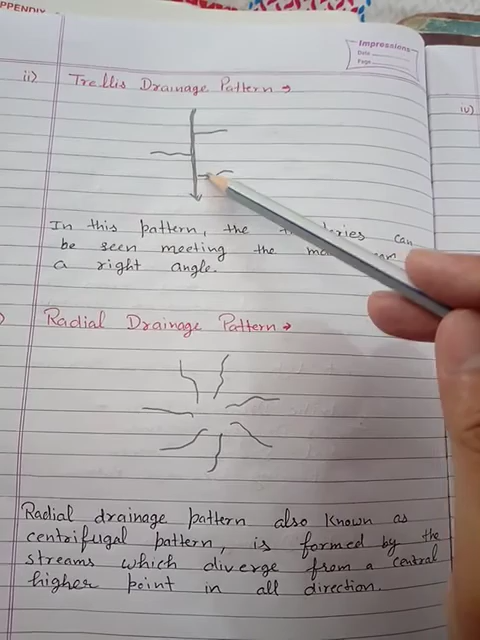 PPENDIX
Impressions
Date
Page
ii) Trellis Drainage Pattern →
iv)
In this pattern, the can
be seen meeting the
a right angle.
) Radial Drainage Pattern →
Radial drainage pattern also known as
centrifugal pattern, is formed by the
streams which diverge from a central
higher point in all direction.